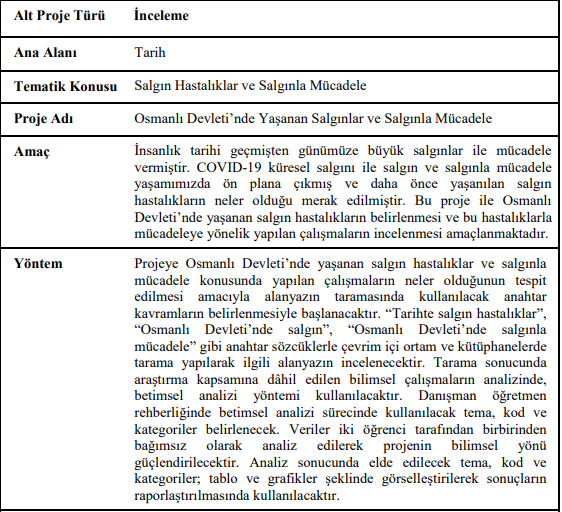 Alt Proje Türü İnceleme
Ana Alanı Tarih
Tematik Konusu Salgın Hastalıklar ve Salgınla Mücadele
Proje Adı Osmanlı Devleti’nde Yaşanan Salgınlar ve Salgınla Mücadele
Amaç İnsanlık tarihi geçmişten günümüze büyük salgınlar ile mücadele
vermiştir. COVID-19 küresel salgını ile salgın ve salgınla mücadele
yaşamımızda ön plana çıkmış ve daha önce yaşanılan salgın
hastalıkların neler olduğu merak edilmiştir. Bu proje ile Osmanlı
Devleti’nde yaşanan salgın hastalıkların belirlenmesi ve bu hastalıklarla
mücadeleye yönelik yapılan çalışmaların incelenmesi amaçlanmaktadır.
Yöntem Projeye Osmanlı Devleti’nde yaşanan salgın hastalıklar ve salgınla
mücadele konusunda yapılan çalışmaların neler olduğunun tespit
edilmesi amacıyla alanyazın taramasında kullanılacak anahtar
kavramların belirlenmesiyle başlanacaktır. “Tarihte salgın hastalıklar”,
“Osmanlı Devleti’nde salgın”, “Osmanlı Devleti’nde salgınla
mücadele” gibi anahtar sözcüklerle çevrim içi ortam ve kütüphanelerde
tarama yapılarak ilgili alanyazın incelenecektir. Tarama sonucunda
araştırma kapsamına dâhil edilen bilimsel çalışmaların analizinde,
betimsel analizi yöntemi kullanılacaktır. Danışman öğretmen
rehberliğinde betimsel analizi sürecinde kullanılacak tema, kod ve
kategoriler belirlenecek. Veriler iki öğrenci tarafından birbirinden
bağımsız olarak analiz edilerek projenin bilimsel yönü
güçlendirilecektir. Analiz sonucunda elde edilecek tema, kod ve
kategoriler; tablo ve grafikler şeklinde görselleştirilerek sonuçların
raporlaştırılmasında kullanılacaktır.